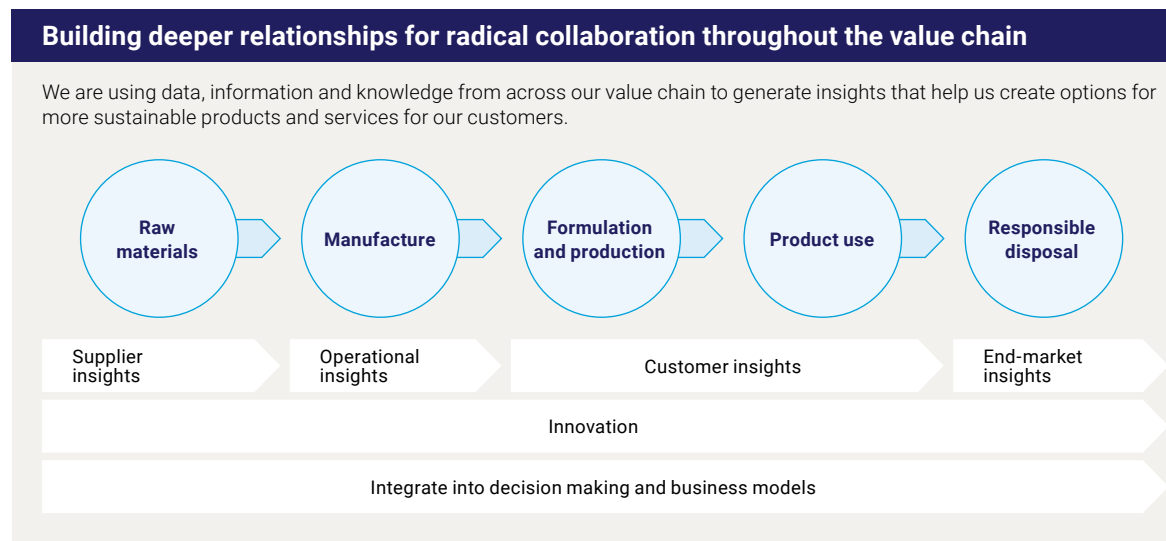 Building deeper relationships for radical collaboration throughout the value chain
We are using data, information and knowledge from across our value chain to generate insights that help us create options for
more sustainable products and services for our customers.
Raw
materials
Manufacture
Formulation
and production
Product use
Responsible
disposal
Supplier
insights
Operational
insights
Customer insights
End-market
insights
Innovation
Integrate into decision making and business models